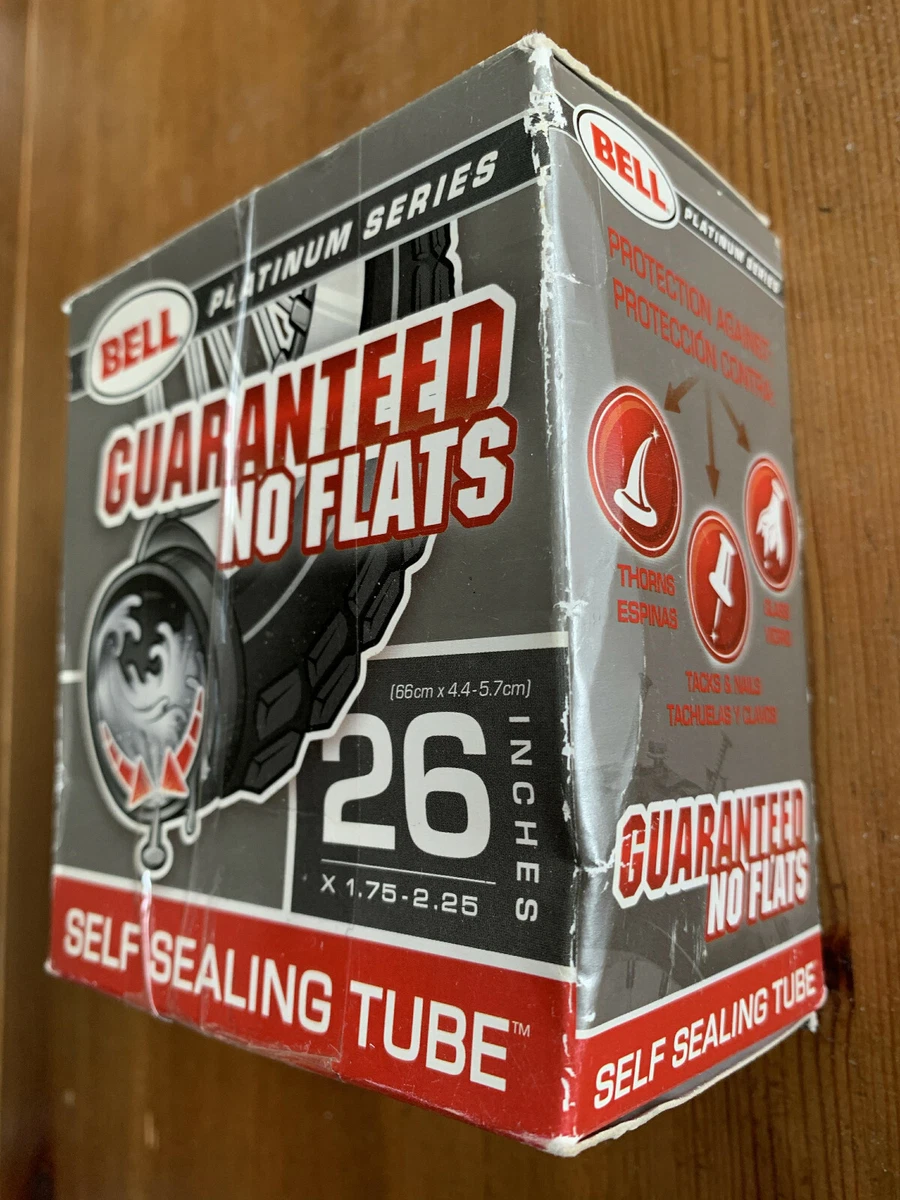 BELL
PLATINUM SERIES
GUARANTEED
NO FLATS
(66cm x 4.4-5.7cm)
26
INCHES
X 1.75-2.25
SELF SEALING TUBE™
BELL
PLATINUM SERIES
PROTECTION AGAINST:
PROTECCIÓN CONTRA:
THORNS
ESPINAS
TACKS & NAILS
TACHUELAS Y CLAVOS
GLASS
VIDRIO
GUARANTEED
NO FLATS
SELF SEALING TUBE